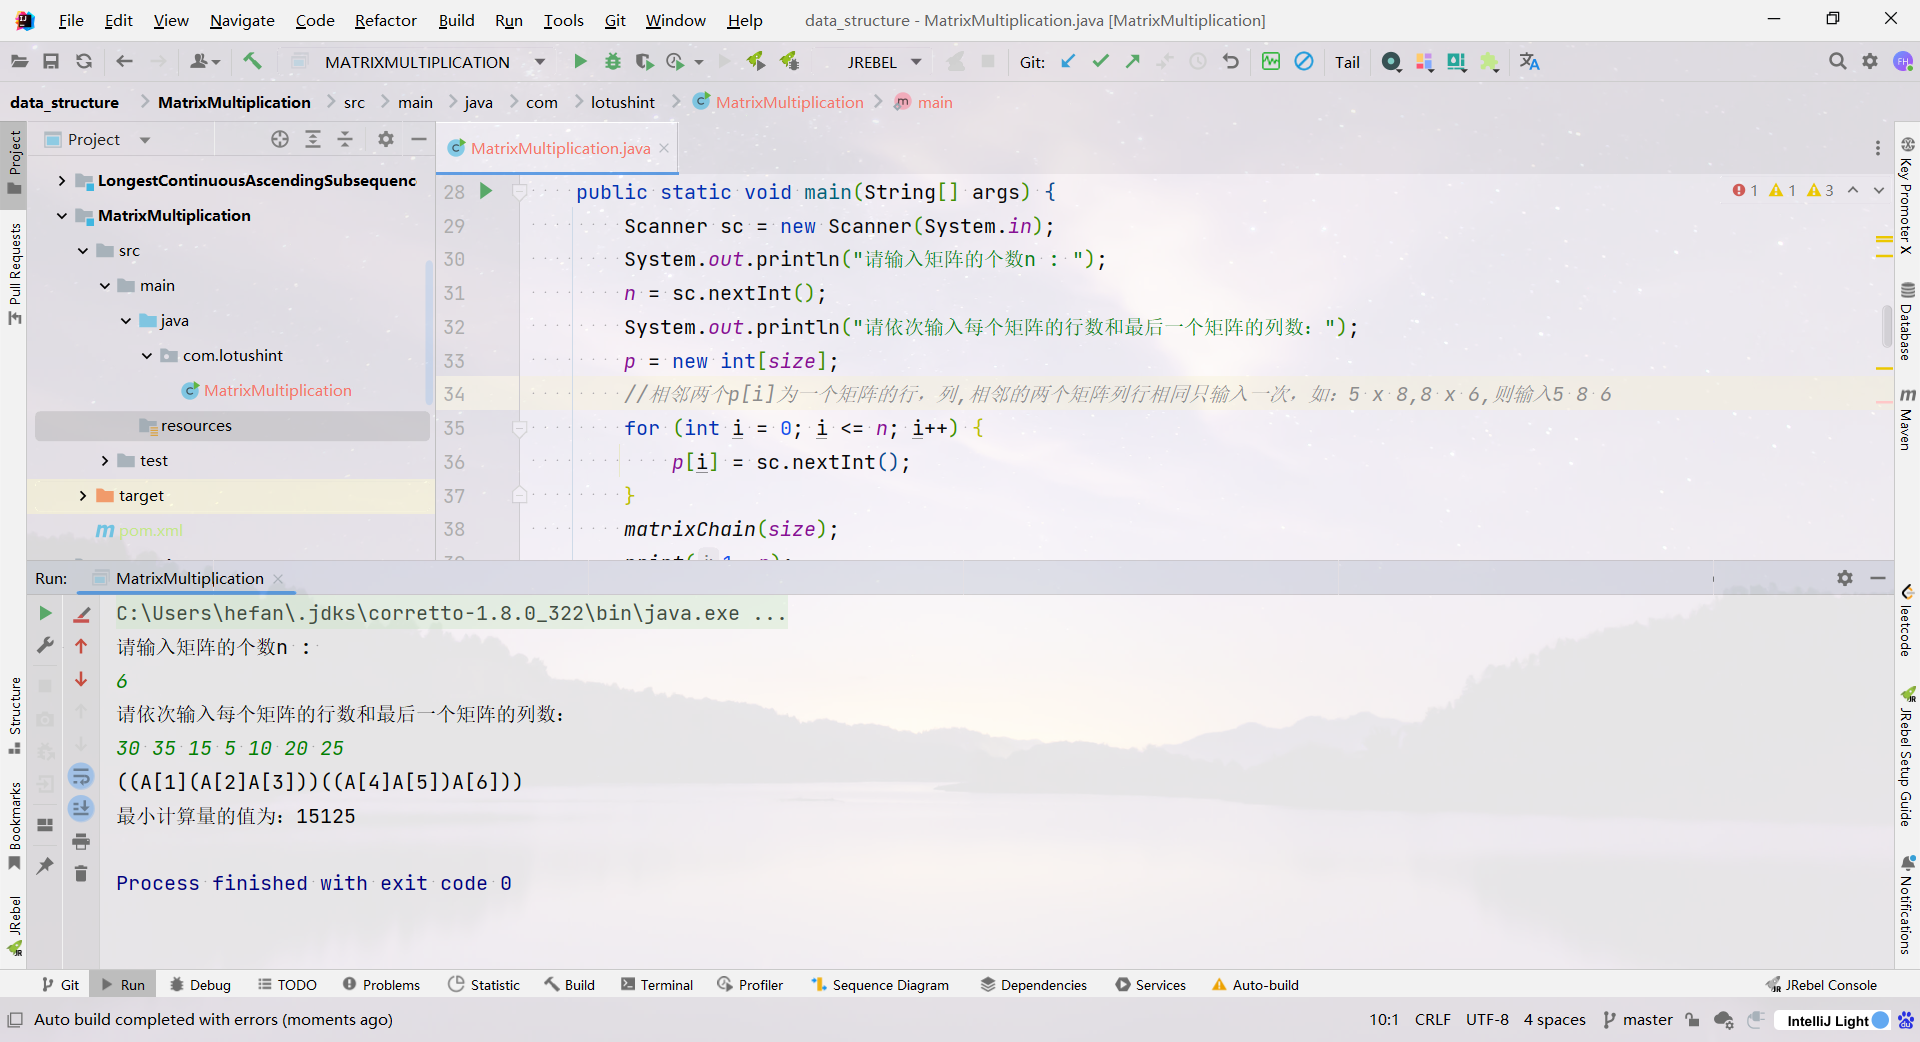 File Edit View Navigate Code Refactor Build Run Tools Git Window Help data_structure - MatrixMultiplication.java [MatrixMultiplication]
MATRIXMULTIPLICATION JREBEL Git: Tail FH
data_structure MatrixMultiplication src main java com lotushint MatrixMultiplication main
Project
MatrixMultiplication.java
LongestContinuousAscendingSubsequenc
MatrixMultiplication
src
main
java
com.lotushint
MatrixMultiplication
resources
test
target
pom.xml
1 1 3
28 public static void main(String[] args) {
29 Scanner sc = new Scanner(System.in);
30 System.out.println("请输入矩阵的个数n : ");
31 n = sc.nextInt();
32 System.out.println("请依次输入每个矩阵的行数和最后一个矩阵的列数：");
33 p = new int[size];
34 //相邻两个p[i]为一个矩阵的行，列,相邻的两个矩阵列行相同只输入一次，如：5 x 8,8 x 6,则输入5 8 6
35 for (int i = 0; i <= n; i++) {
36 p[i] = sc.nextInt();
37 }
38 matrixChain(size);
Run: MatrixMultiplication
C:\Users\hefan\.jdks\corretto-1.8.0_322\bin\java.exe ...
请输入矩阵的个数n :
6
请依次输入每个矩阵的行数和最后一个矩阵的列数：
30 35 15 5 10 20 25
((A[1](A[2]A[3]))((A[4]A[5])A[6]))
最小计算量的值为：15125
Process finished with exit code 0
Project
Pull Requests
Structure
Bookmarks
JRebel
Key Promoter X
Database
Maven
leetcode
JRebel Setup Guide
Notifications
Git Run Debug TODO Problems Statistic Build Terminal Profiler Sequence Diagram Dependencies Services Auto-build JRebel Console
Auto build completed with errors (moments ago) 10:1 CRLF UTF-8 4 spaces master IntelliJ Light